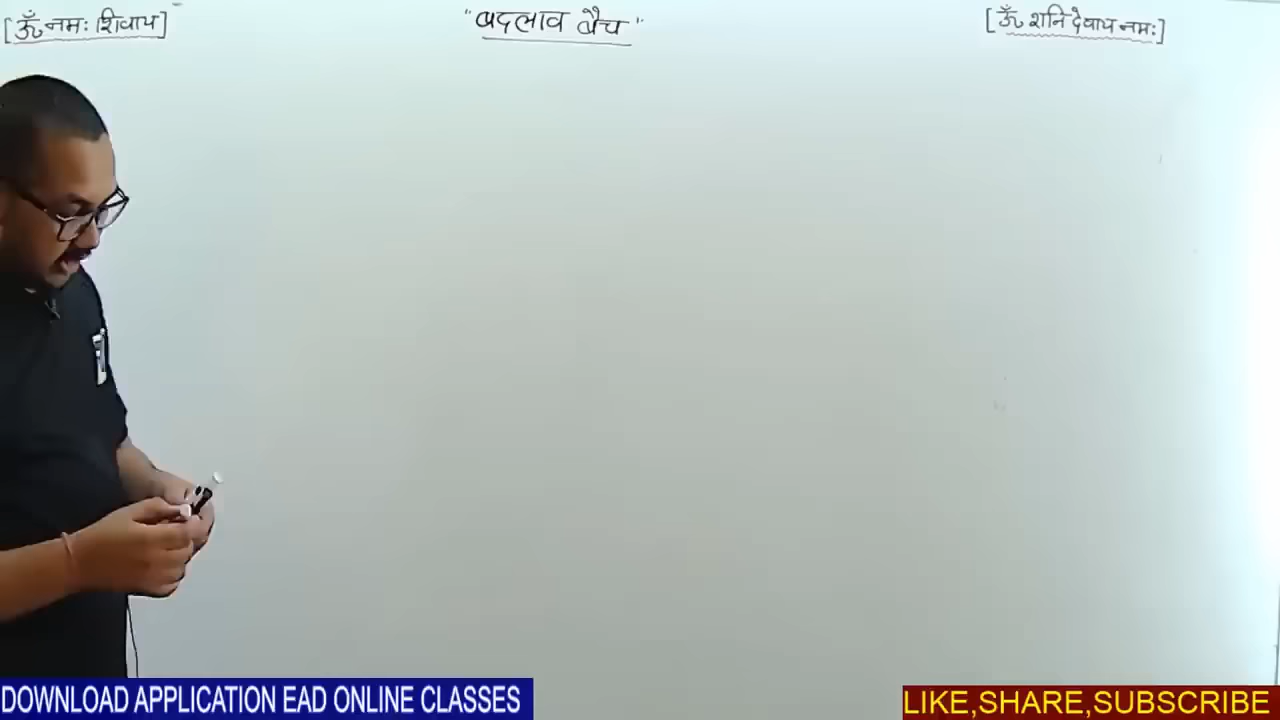 [ॐ नमः शिवाय]
"बदलाव बैच"
[ॐ शनि देवाय नमः]
DOWNLOAD APPLICATION EAD ONLINE CLASSES
LIKE,SHARE,SUBSCRIBE